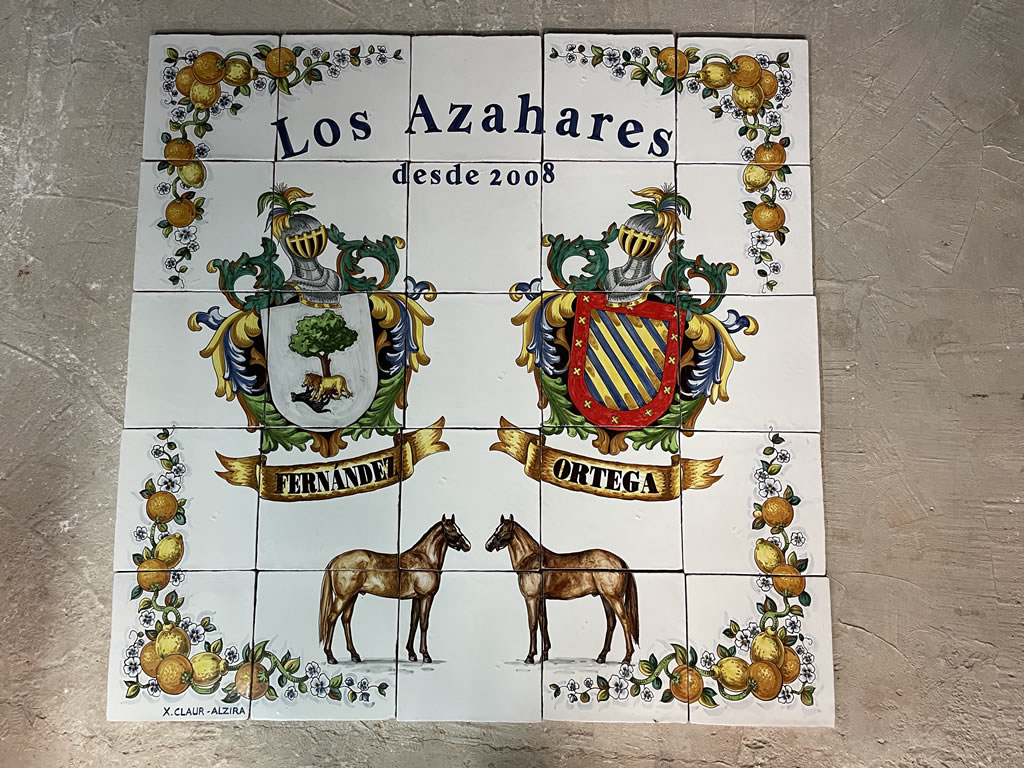 Los Azahares
desde 2008
FERNÁNDEZ
ORTEGA
X. CLAUR - ALZIRA